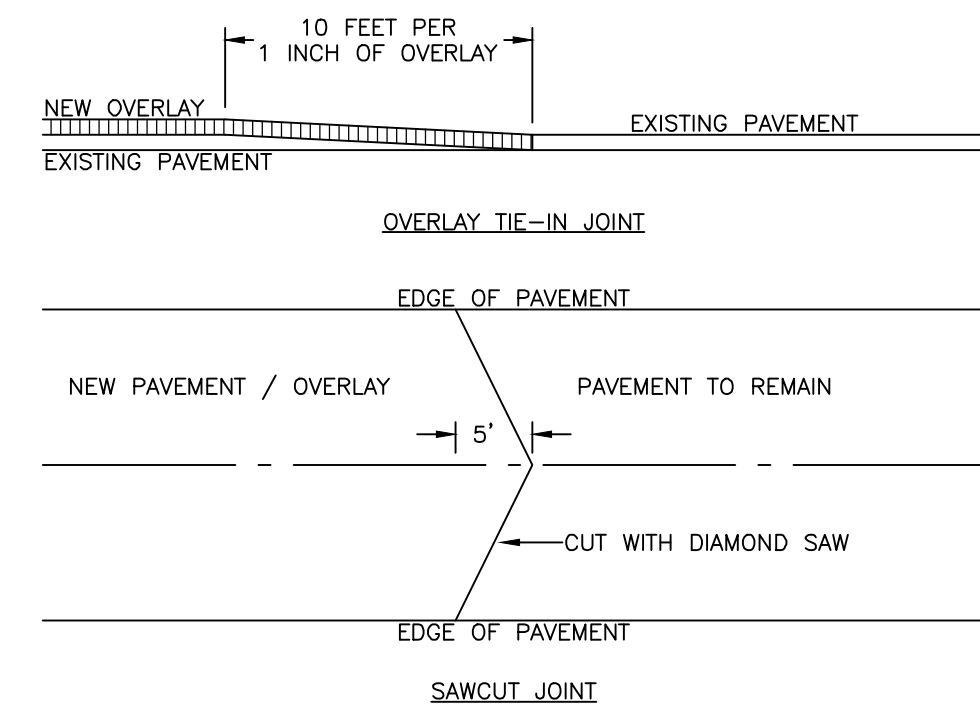 10 FEET PER
1 INCH OF OVERLAY
NEW OVERLAY
EXISTING PAVEMENT
EXISTING PAVEMENT
OVERLAY TIE-IN JOINT
EDGE OF PAVEMENT
NEW PAVEMENT / OVERLAY
PAVEMENT TO REMAIN
5'
CUT WITH DIAMOND SAW
EDGE OF PAVEMENT
SAWCUT JOINT